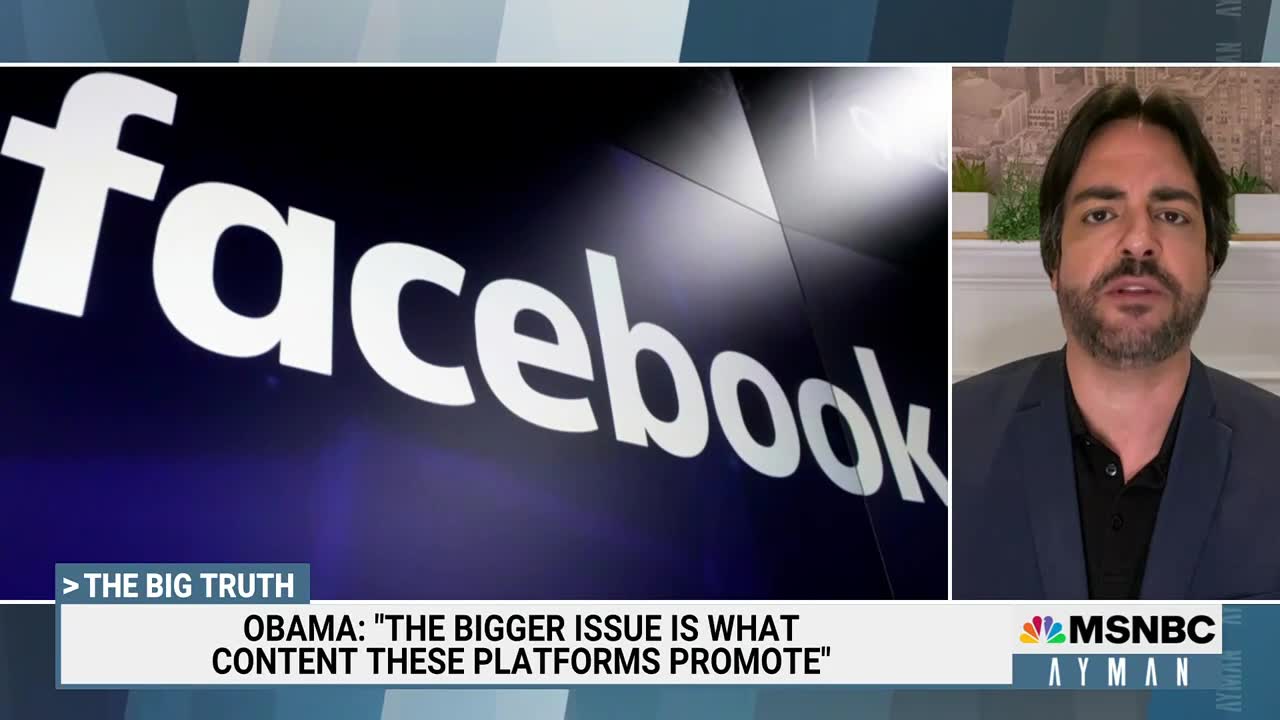 facebook
> THE BIG TRUTH
OBAMA: "THE BIGGER ISSUE IS WHAT
CONTENT THESE PLATFORMS PROMOTE"
MSNBC
AYMAN